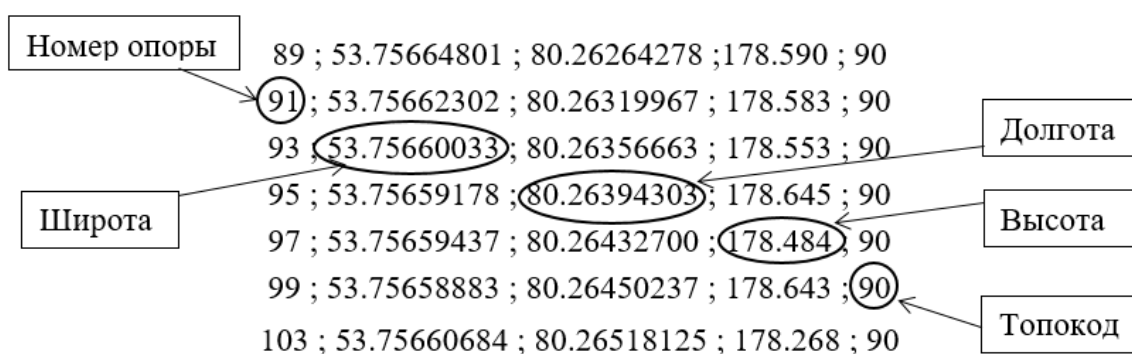 Номер опоры
89 ; 53.75664801 ; 80.26264278 ;178.590 ; 90
91 ; 53.75662302 ; 80.26319967 ; 178.583 ; 90
Долгота
93 ; 53.75660033 ; 80.26356663 ; 178.553 ; 90
95 ; 53.75659178 ; 80.26394303 ; 178.645 ; 90
Широта
Высота
97 ; 53.75659437 ; 80.26432700 ; 178.484 ; 90
99 ; 53.75658883 ; 80.26450237 ; 178.643 ; 90
Топокод
103 ; 53.75660684 ; 80.26518125 ; 178.268 ; 90